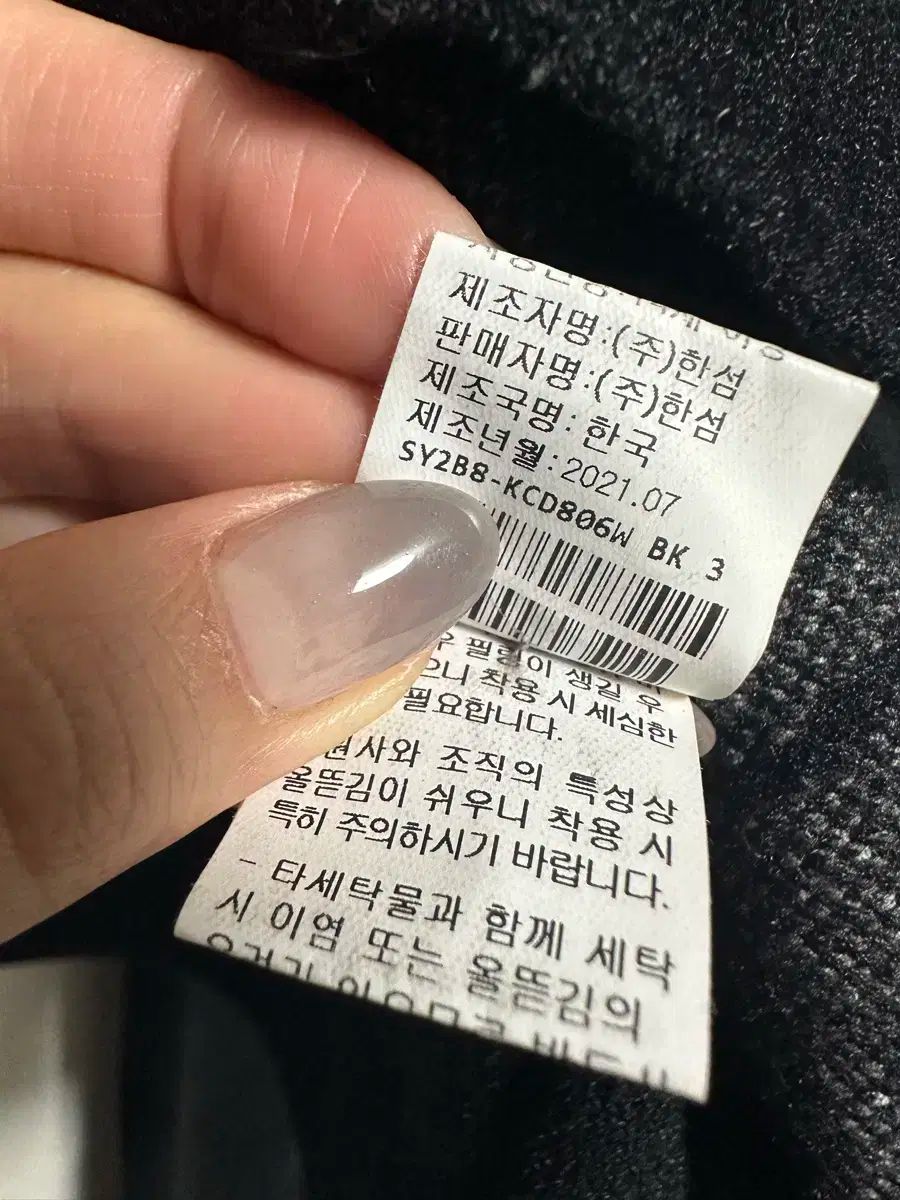 제조자명:(주)한섬
판매자명:(주)한섬
제조국명: 한국
제조년월:2021.07
SY2B8-KCD806W BK 3
필링이 생길 우
착용 시 세심한
필요합니다.
원사와 조직의 특성상
올뜯김이 쉬우니 착용 시
특히 주의하시기 바랍니다.
- 타세탁물과 함께 세탁
시 이염 또는 올뜯김의